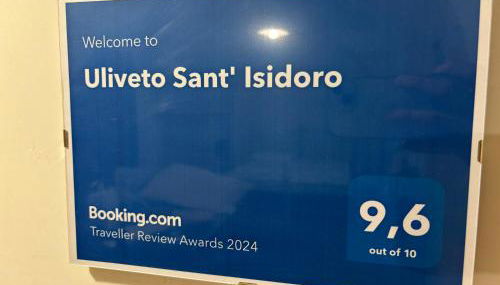 Welcome to
Uliveto Sant' Isidoro
Booking.com
Traveller Review Awards 2024
9,6
out of 10